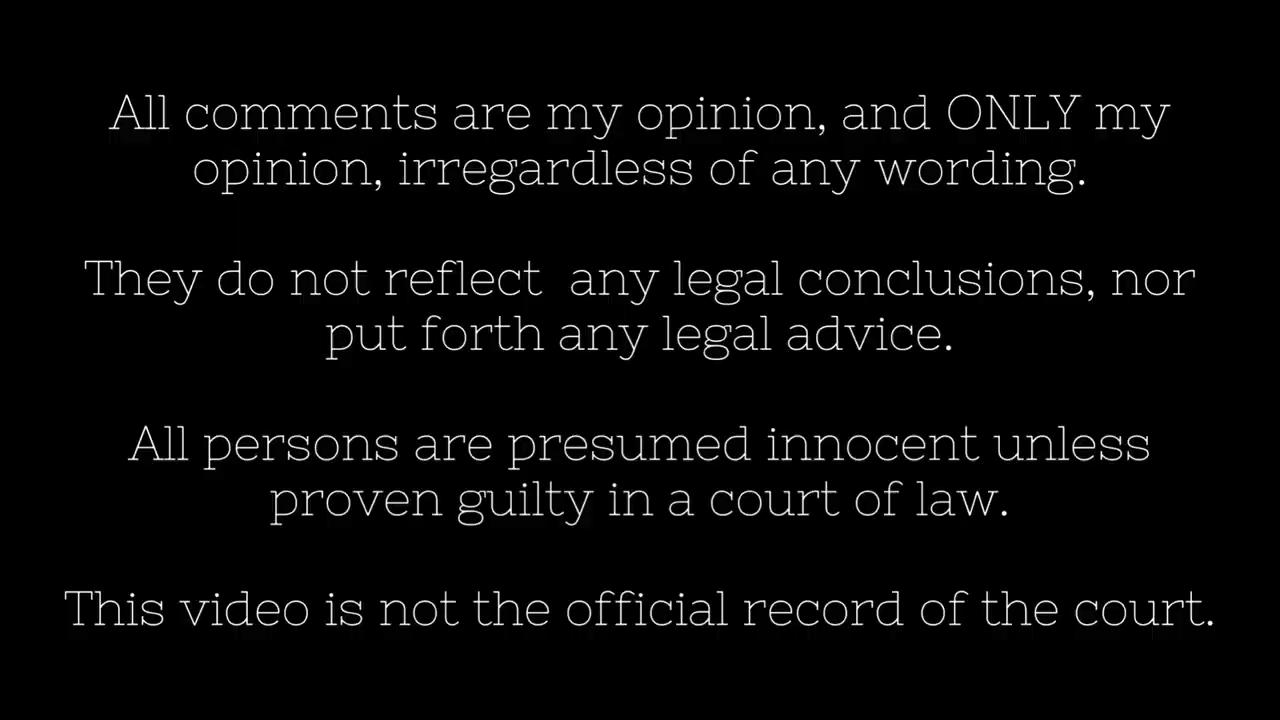 All comments are my opinion, and ONLY my
opinion, irregardless of any wording.
They do not reflect  any legal conclusions, nor
put forth any legal advice.
All persons are presumed innocent unless
proven guilty in a court of law.
This video is not the official record of the court.